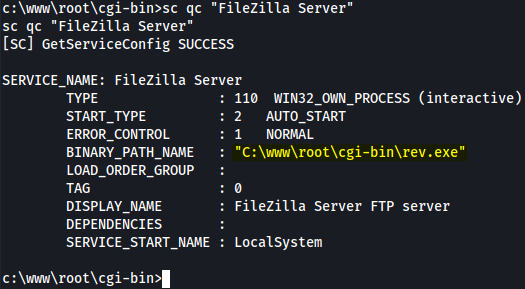 c:\www\root\cgi-bin>sc qc "FileZilla Server"
sc qc "FileZilla Server"
[SC] GetServiceConfig SUCCESS

SERVICE_NAME: FileZilla Server
        TYPE               : 110  WIN32_OWN_PROCESS (interactive)
        START_TYPE         : 2   AUTO_START
        ERROR_CONTROL      : 1   NORMAL
        BINARY_PATH_NAME   : "C:\www\root\cgi-bin\rev.exe"
        LOAD_ORDER_GROUP   :
        TAG                : 0
        DISPLAY_NAME       : FileZilla Server FTP server
        DEPENDENCIES       :
        SERVICE_START_NAME : LocalSystem

c:\www\root\cgi-bin>